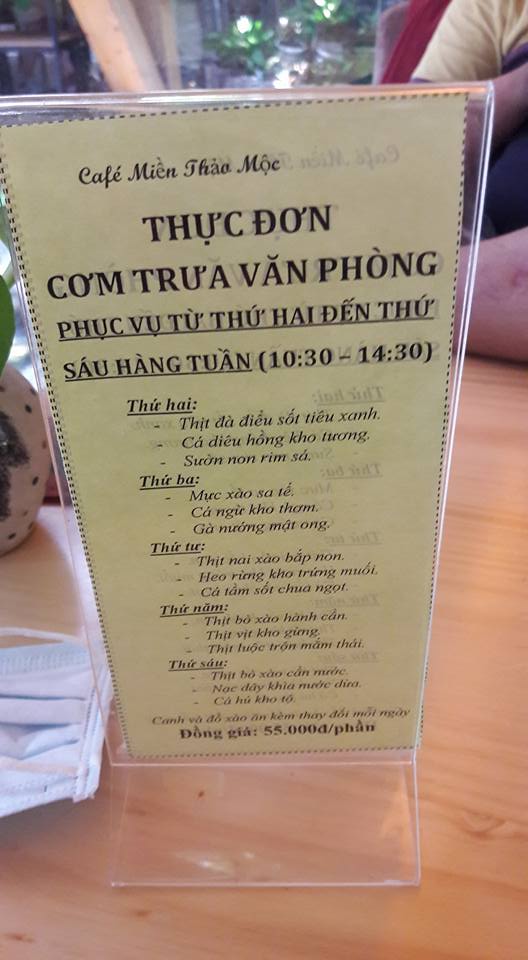 Café Miền Thảo Mộc
THỰC ĐƠN
CƠM TRƯA VĂN PHÒNG
PHỤC VỤ TỪ THỨ HAI ĐẾN THỨ
SÁU HÀNG TUẦN (10:30 – 14:30)
Thứ hai:
- Thịt đà điểu sốt tiêu xanh.
- Cá diêu hồng kho tương.
- Sườn non rim sả.
Thứ ba:
- Mực xào sa tế.
- Cá ngừ kho thơm.
- Gà nướng mật ong.
Thứ tư:
- Thịt nai xào bắp non.
- Heo rừng kho trứng muối.
- Cá tầm sốt chua ngọt.
Thứ năm:
- Thịt bò xào hành cần.
- Thịt vịt kho gừng.
- Thịt luộc trộn mắm thái.
Thứ sáu:
- Thịt bò xào cần nước.
- Nạc dây khìa nước dừa.
- Cá hú kho tộ.
Canh và đồ xào ăn kèm thay đổi mỗi ngày
Đồng giá: 55.000đ/phần